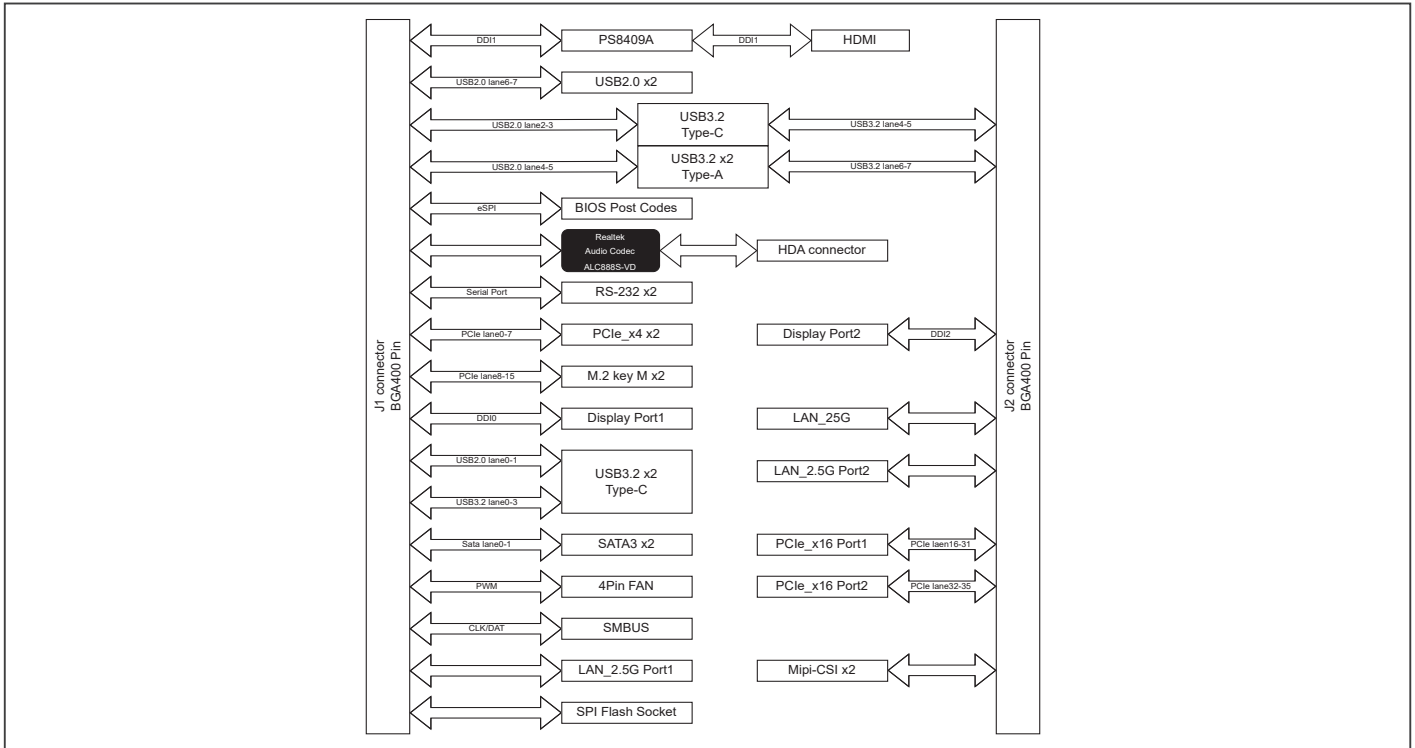 DDI1
PS8409A
DDI1
HDMI
USB2.0 lane6-7
USB2.0 x2
USB2.0 lane2-3
USB3.2
Type-C
USB3.2 lane4-5
USB2.0 lane4-5
USB3.2 x2
Type-A
USB3.2 lane6-7
eSPI
BIOS Post Codes
Realtek
Audio Codec
ALC888S-VD
HDA connector
Serial Port
RS-232 x2
J1 connector
BGA400 Pin
PCIe lane0-7
PCIe_x4 x2
Display Port2
DDI2
J2 connector
BGA400 Pin
PCIe lane8-15
M.2 key M x2
DDI0
Display Port1
LAN_25G
USB2.0 lane0-1
USB3.2 x2
Type-C
LAN_2.5G Port2
USB3.2 lane0-3
Sata lane0-1
SATA3 x2
PCIe_x16 Port1
PCIe laen16-31
PWM
4Pin FAN
PCIe_x16 Port2
PCIe lane32-35
CLK/DAT
SMBUS
LAN_2.5G Port1
Mipi-CSI x2
SPI Flash Socket